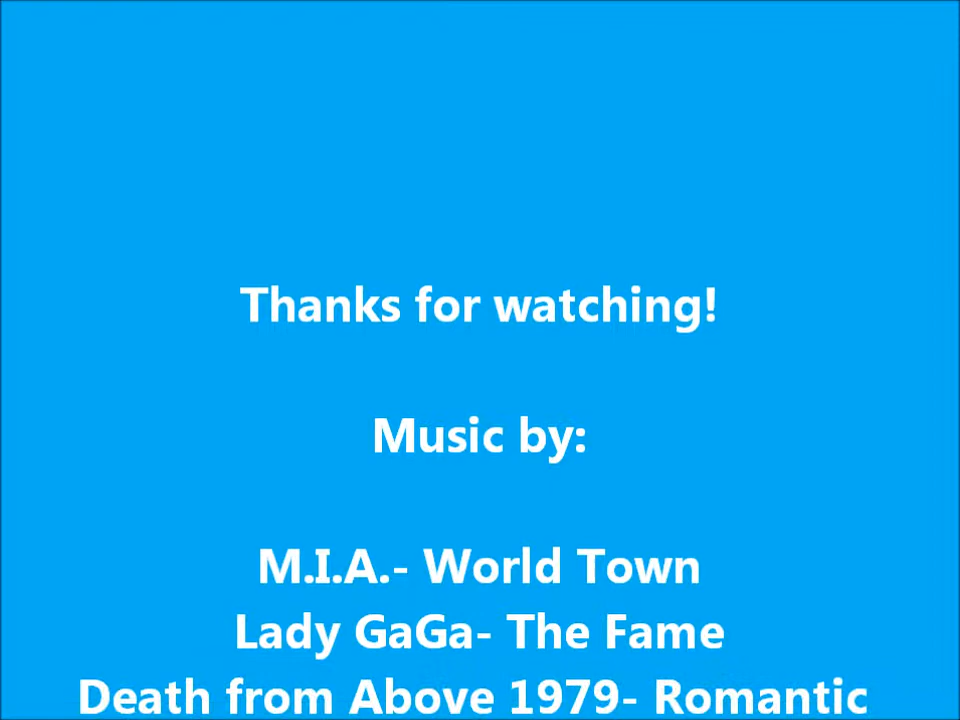 Thanks for watching!
Music by:
M.I.A.- World Town
Lady GaGa- The Fame
Death from Above 1979- Romantic